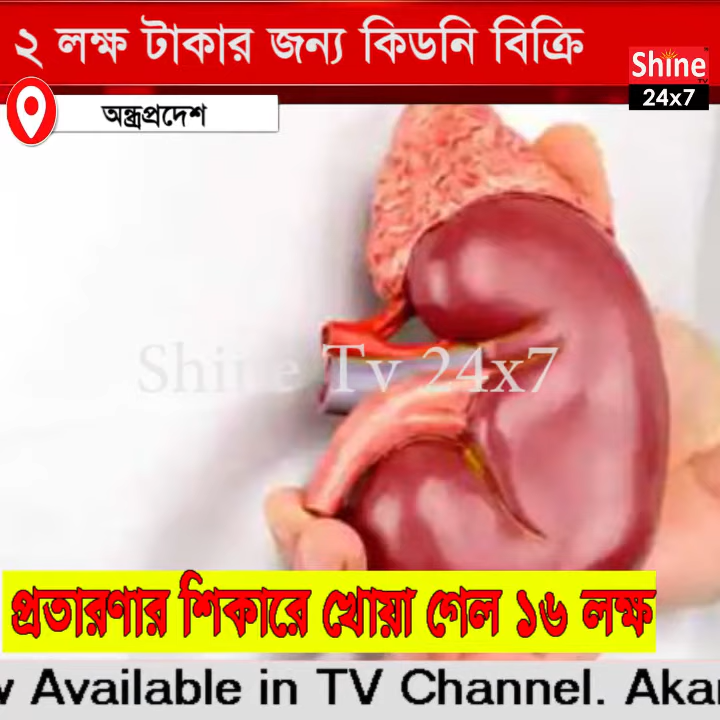 ২ লক্ষ টাকার জন্য কিডনি বিক্রি
Shine
TV
24x7
অন্ধ্রপ্রদেশ
Shine Tv 24x7
প্রতারণার শিকারে খোয়া গেল ১৬ লক্ষ
Available in TV Channel.